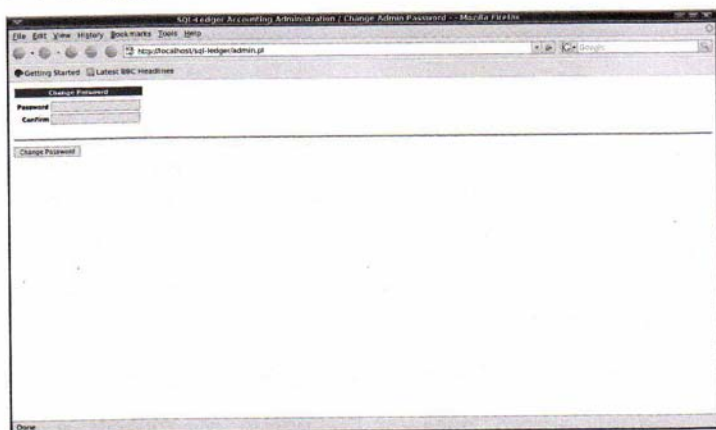 SQL-Ledger Accounting Administration / Change Admin Password - - Mozilla Firefox
File Edit View History Bookmarks Tools Help
http://localhost/sql-ledger/admin.pl
Google
Getting Started Latest BBC Headlines
Change Password
Password
Confirm
Change Password
Done